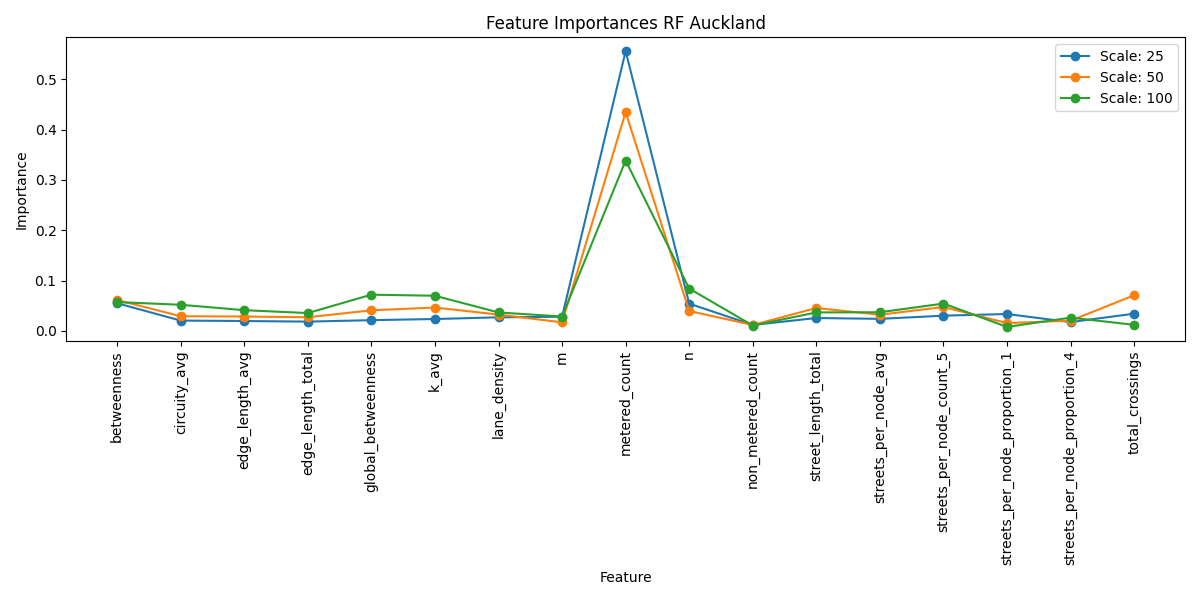 Feature Importances RF Auckland
Scale: 25
Scale: 50
Scale: 100
Importance
0.5
0.4
0.3
0.2
0.1
0.0
betweenness
circuity_avg
edge_length_avg
edge_length_total
global_betweenness
k_avg
lane_density
m
metered_count
n
non_metered_count
street_length_total
streets_per_node_avg
streets_per_node_count_5
streets_per_node_proportion_1
streets_per_node_proportion_4
total_crossings
Feature